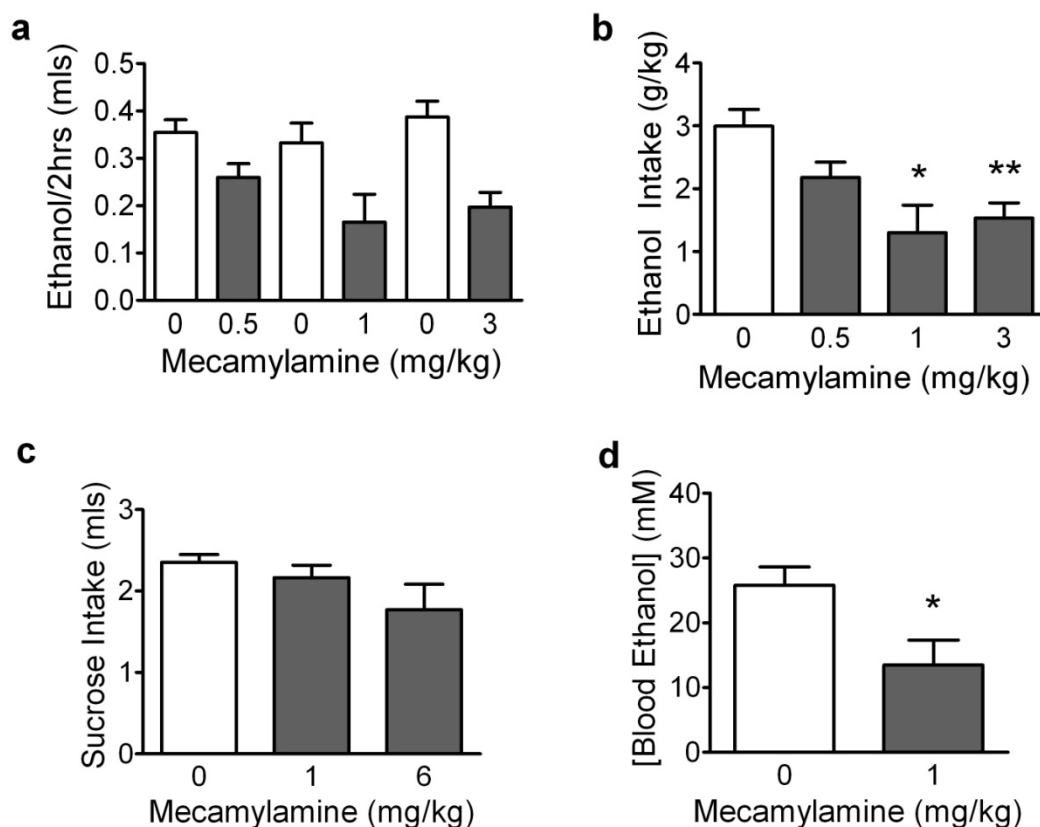 a
Ethanol/2hrs (mls)
0.5
0.4
0.3
0.2
0.1
0.0
0 0.5 0 1 0 3
Mecamylamine (mg/kg)
b
Ethanol Intake (g/kg)
4
3
2
1
0
* **
0 0.5 1 3
Mecamylamine (mg/kg)
c
Sucrose Intake (mls)
3
2
1
0
0 1 6
Mecamylamine (mg/kg)
d
[Blood Ethanol] (mM)
40
30
20
10
0
*
0 1
Mecamylamine (mg/kg)